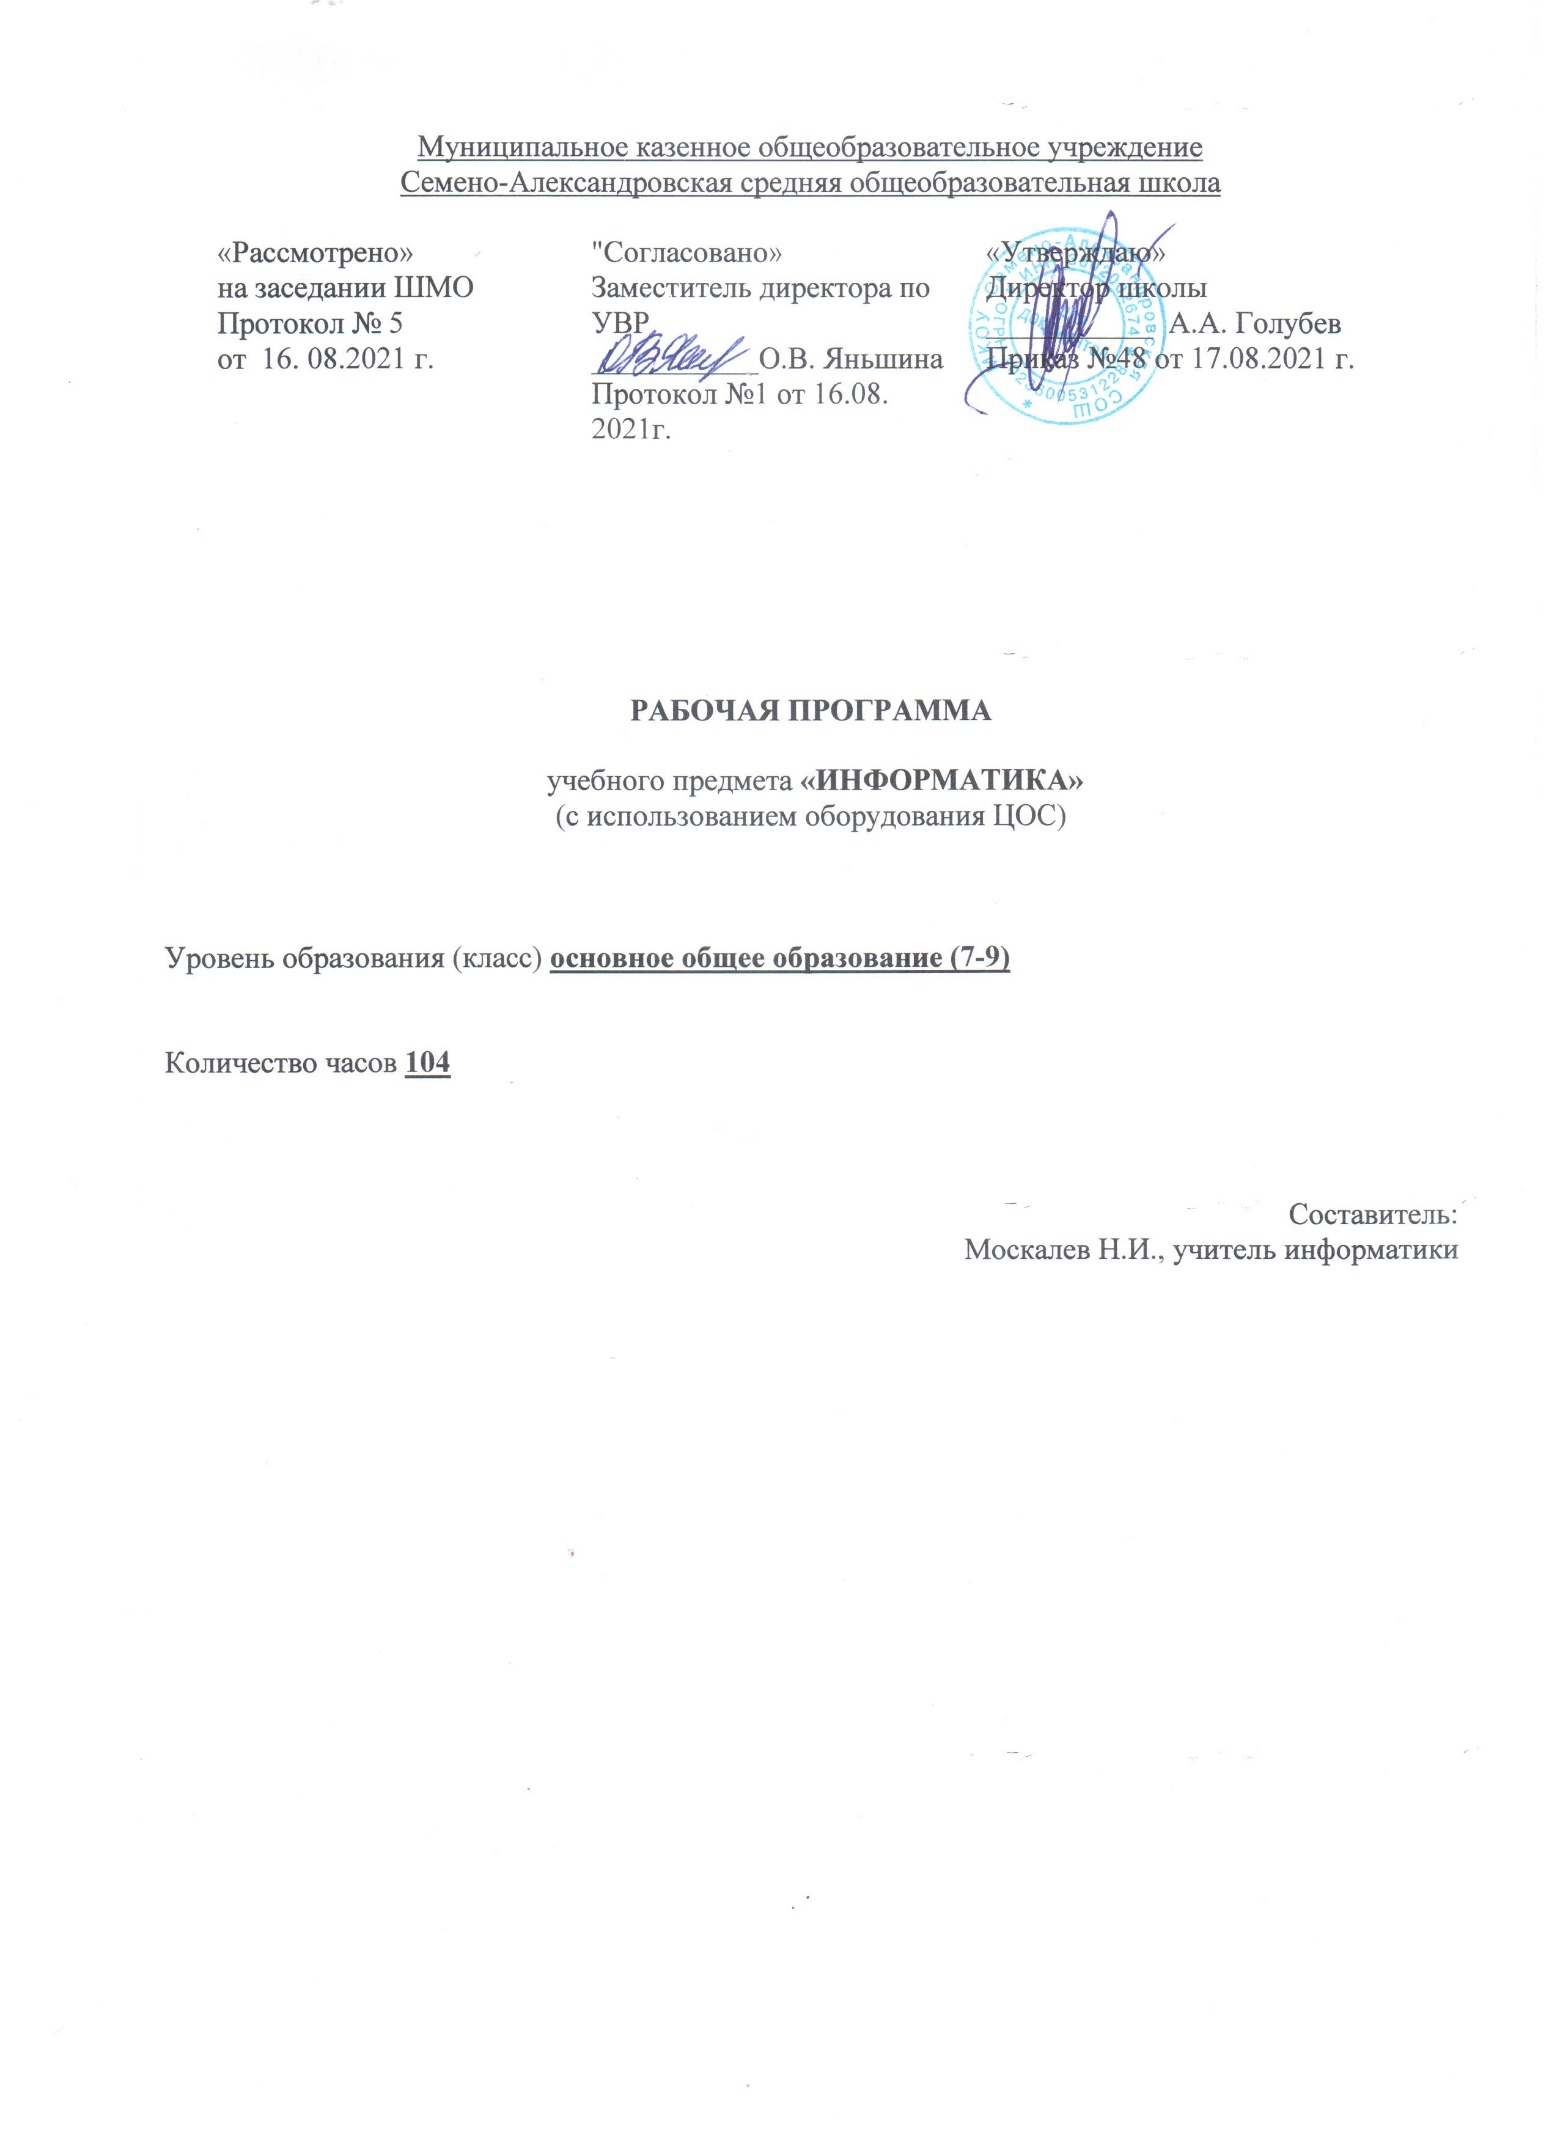 Муниципальное казенное общеобразовательное учреждение
Семено-Александровская средняя общеобразовательная школа
«Рассмотрено»
на заседании ШМО
Протокол № 5
от 16. 08.2021 г.
"Согласовано»
Заместитель директора по
УВР
____________О.В. Яньшина
Протокол №1 от 16.08.
2021г.
«Утверждаю»
Директор школы
____________ А.А. Голубев
Приказ №48 от 17.08.2021 г.
СОШ
РАБОЧАЯ ПРОГРАММА
учебного предмета «ИНФОРМАТИКА»
(с использованием оборудования ЦОС)
Уровень образования (класс) основное общее образование (7-9)
Количество часов 104
Составитель:
Москалев Н.И., учитель информатики